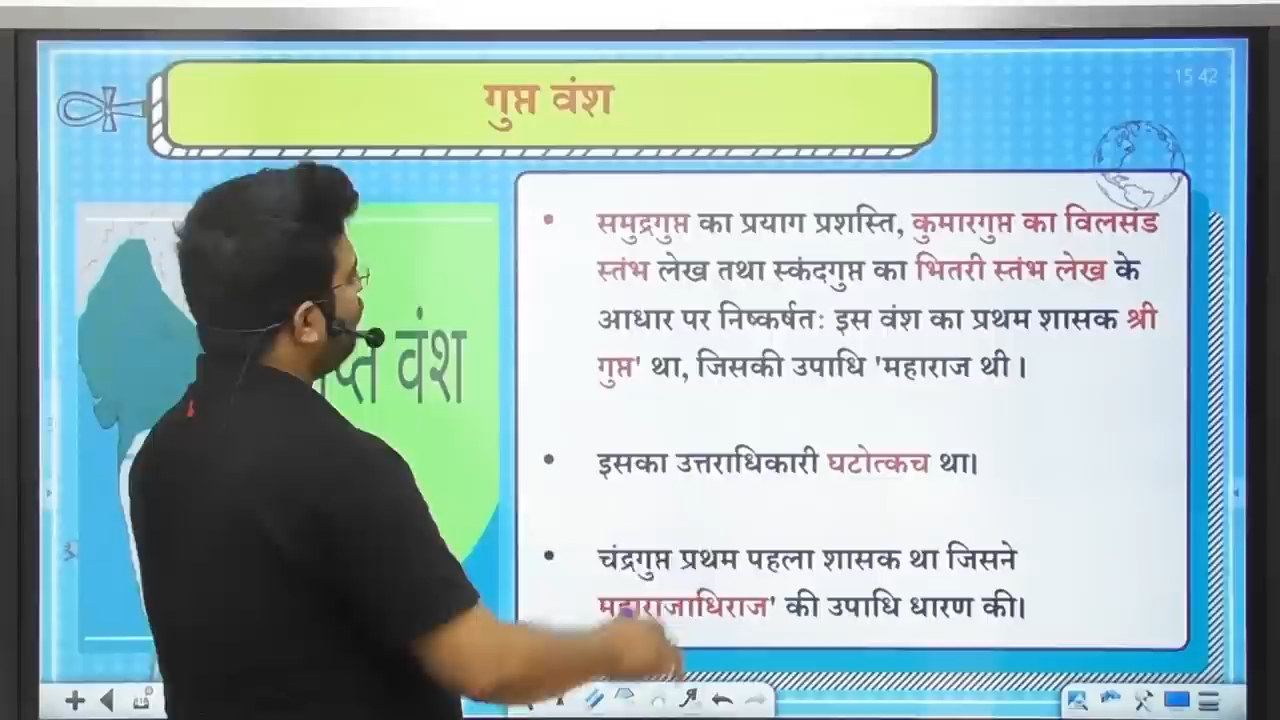 गुप्त वंश
15 42
वंश
समुद्रगुप्त का प्रयाग प्रशस्ति, कुमारगुप्त का विलसंड
स्तंभ लेख तथा स्कंदगुप्त का भितरी स्तंभ लेख के
आधार पर निष्कर्षतः इस वंश का प्रथम शासक श्री
गुप्त' था, जिसकी उपाधि 'महाराज थी।
इसका उत्तराधिकारी घटोत्कच था।
चंद्रगुप्त प्रथम पहला शासक था जिसने
महाराजाधिराज' की उपाधि धारण की।